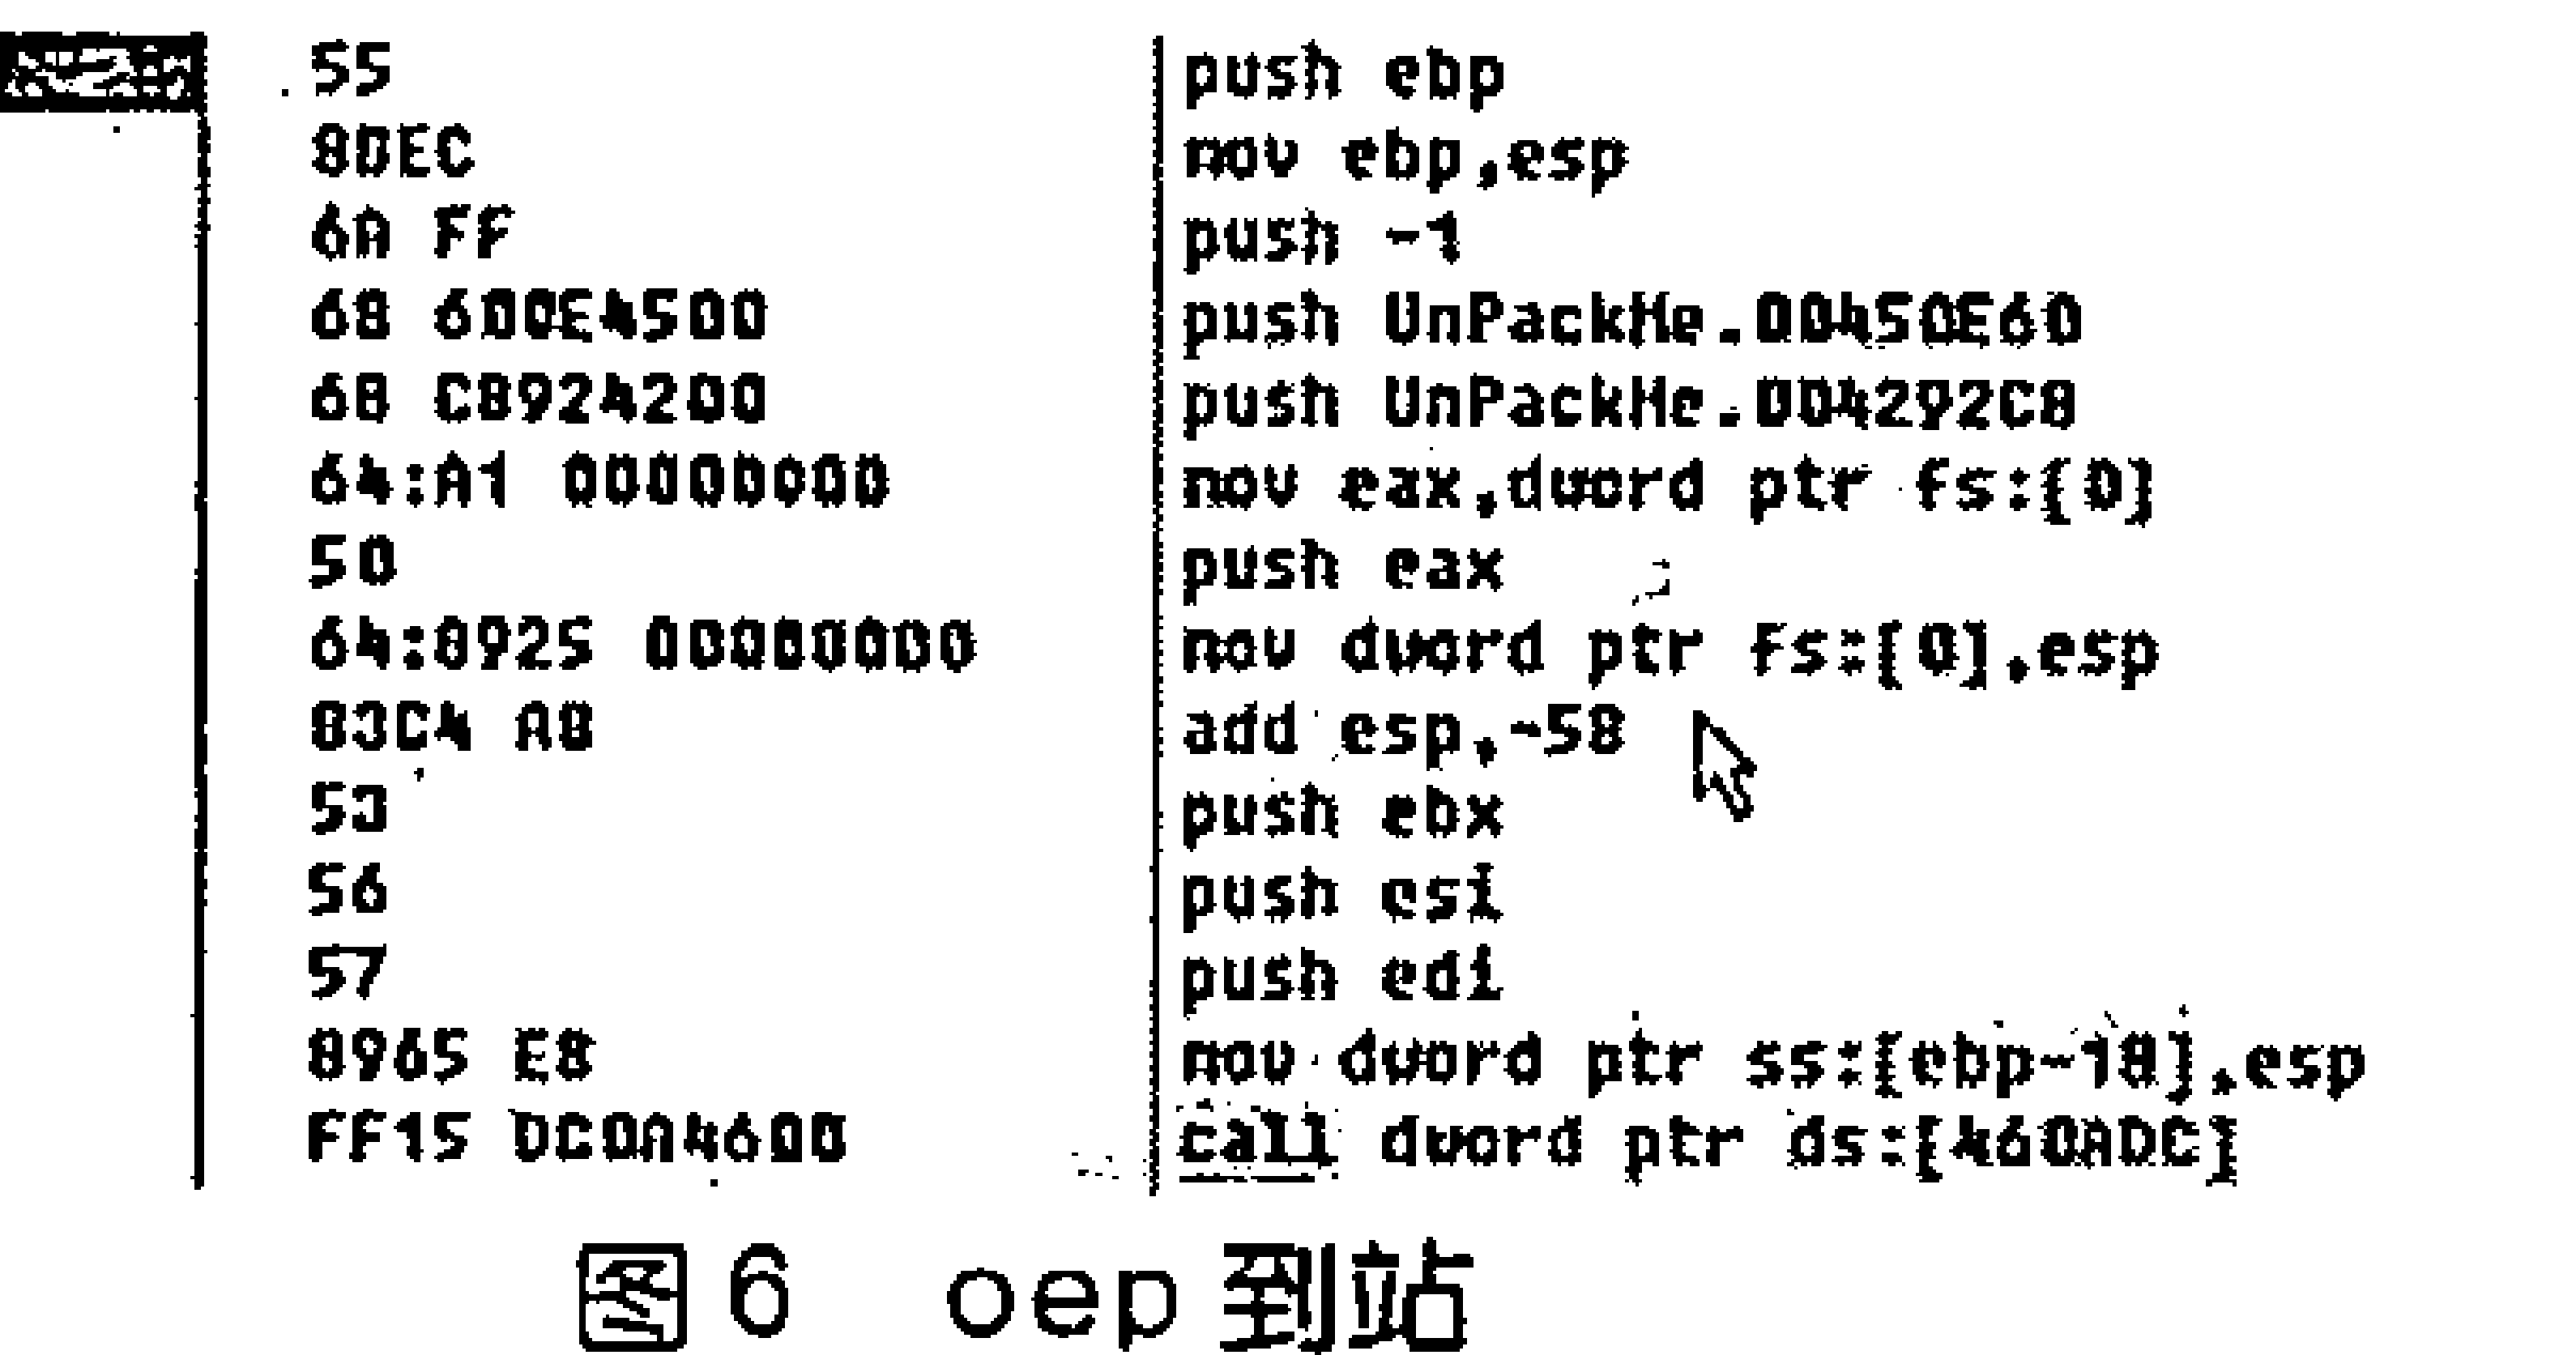 55 push ebp
8BEC mov ebp,esp
6A FF push -1
68 600E4500 push UnPackMe.00450E60
68 C8924200 push UnPackMe.004292C8
64:A1 00000000 mov eax,dword ptr fs:[0]
50 push eax
64:8925 00000000 mov dword ptr fs:[0],esp
83C4 A8 add esp,-58
53 push ebx
56 push esi
57 push edi
8965 E8 mov dword ptr ss:[ebp-18],esp
FF15 DC0A4600 call dword ptr ds:[460ADC]
图6 oep到站